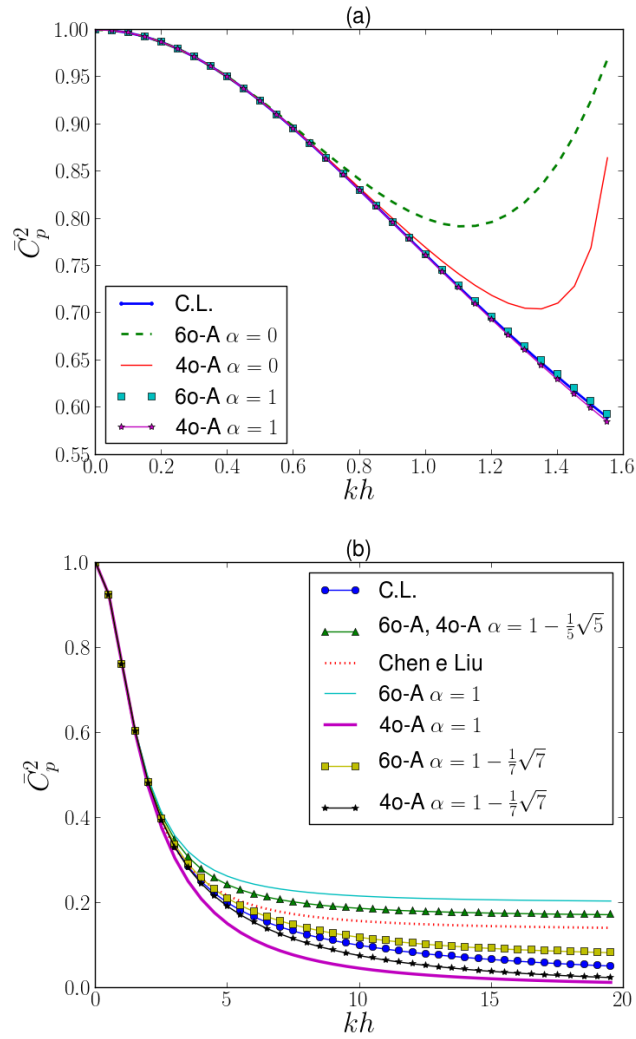 (a)
1.00
0.95
0.90
0.85
0.80
0.75
0.70
0.65
0.60
0.55
C̄_p^2
C.L.
6o-A α = 0
4o-A α = 0
6o-A α = 1
4o-A α = 1
0.0 0.2 0.4 0.6 0.8 1.0 1.2 1.4 1.6
kh
(b)
1.0
0.8
0.6
0.4
0.2
0.0
C̄_p^2
C.L.
6o-A, 4o-A α = 1 − 1/5√5
Chen e Liu
6o-A α = 1
4o-A α = 1
6o-A α = 1 − 1/7√7
4o-A α = 1 − 1/7√7
0 5 10 15 20
kh